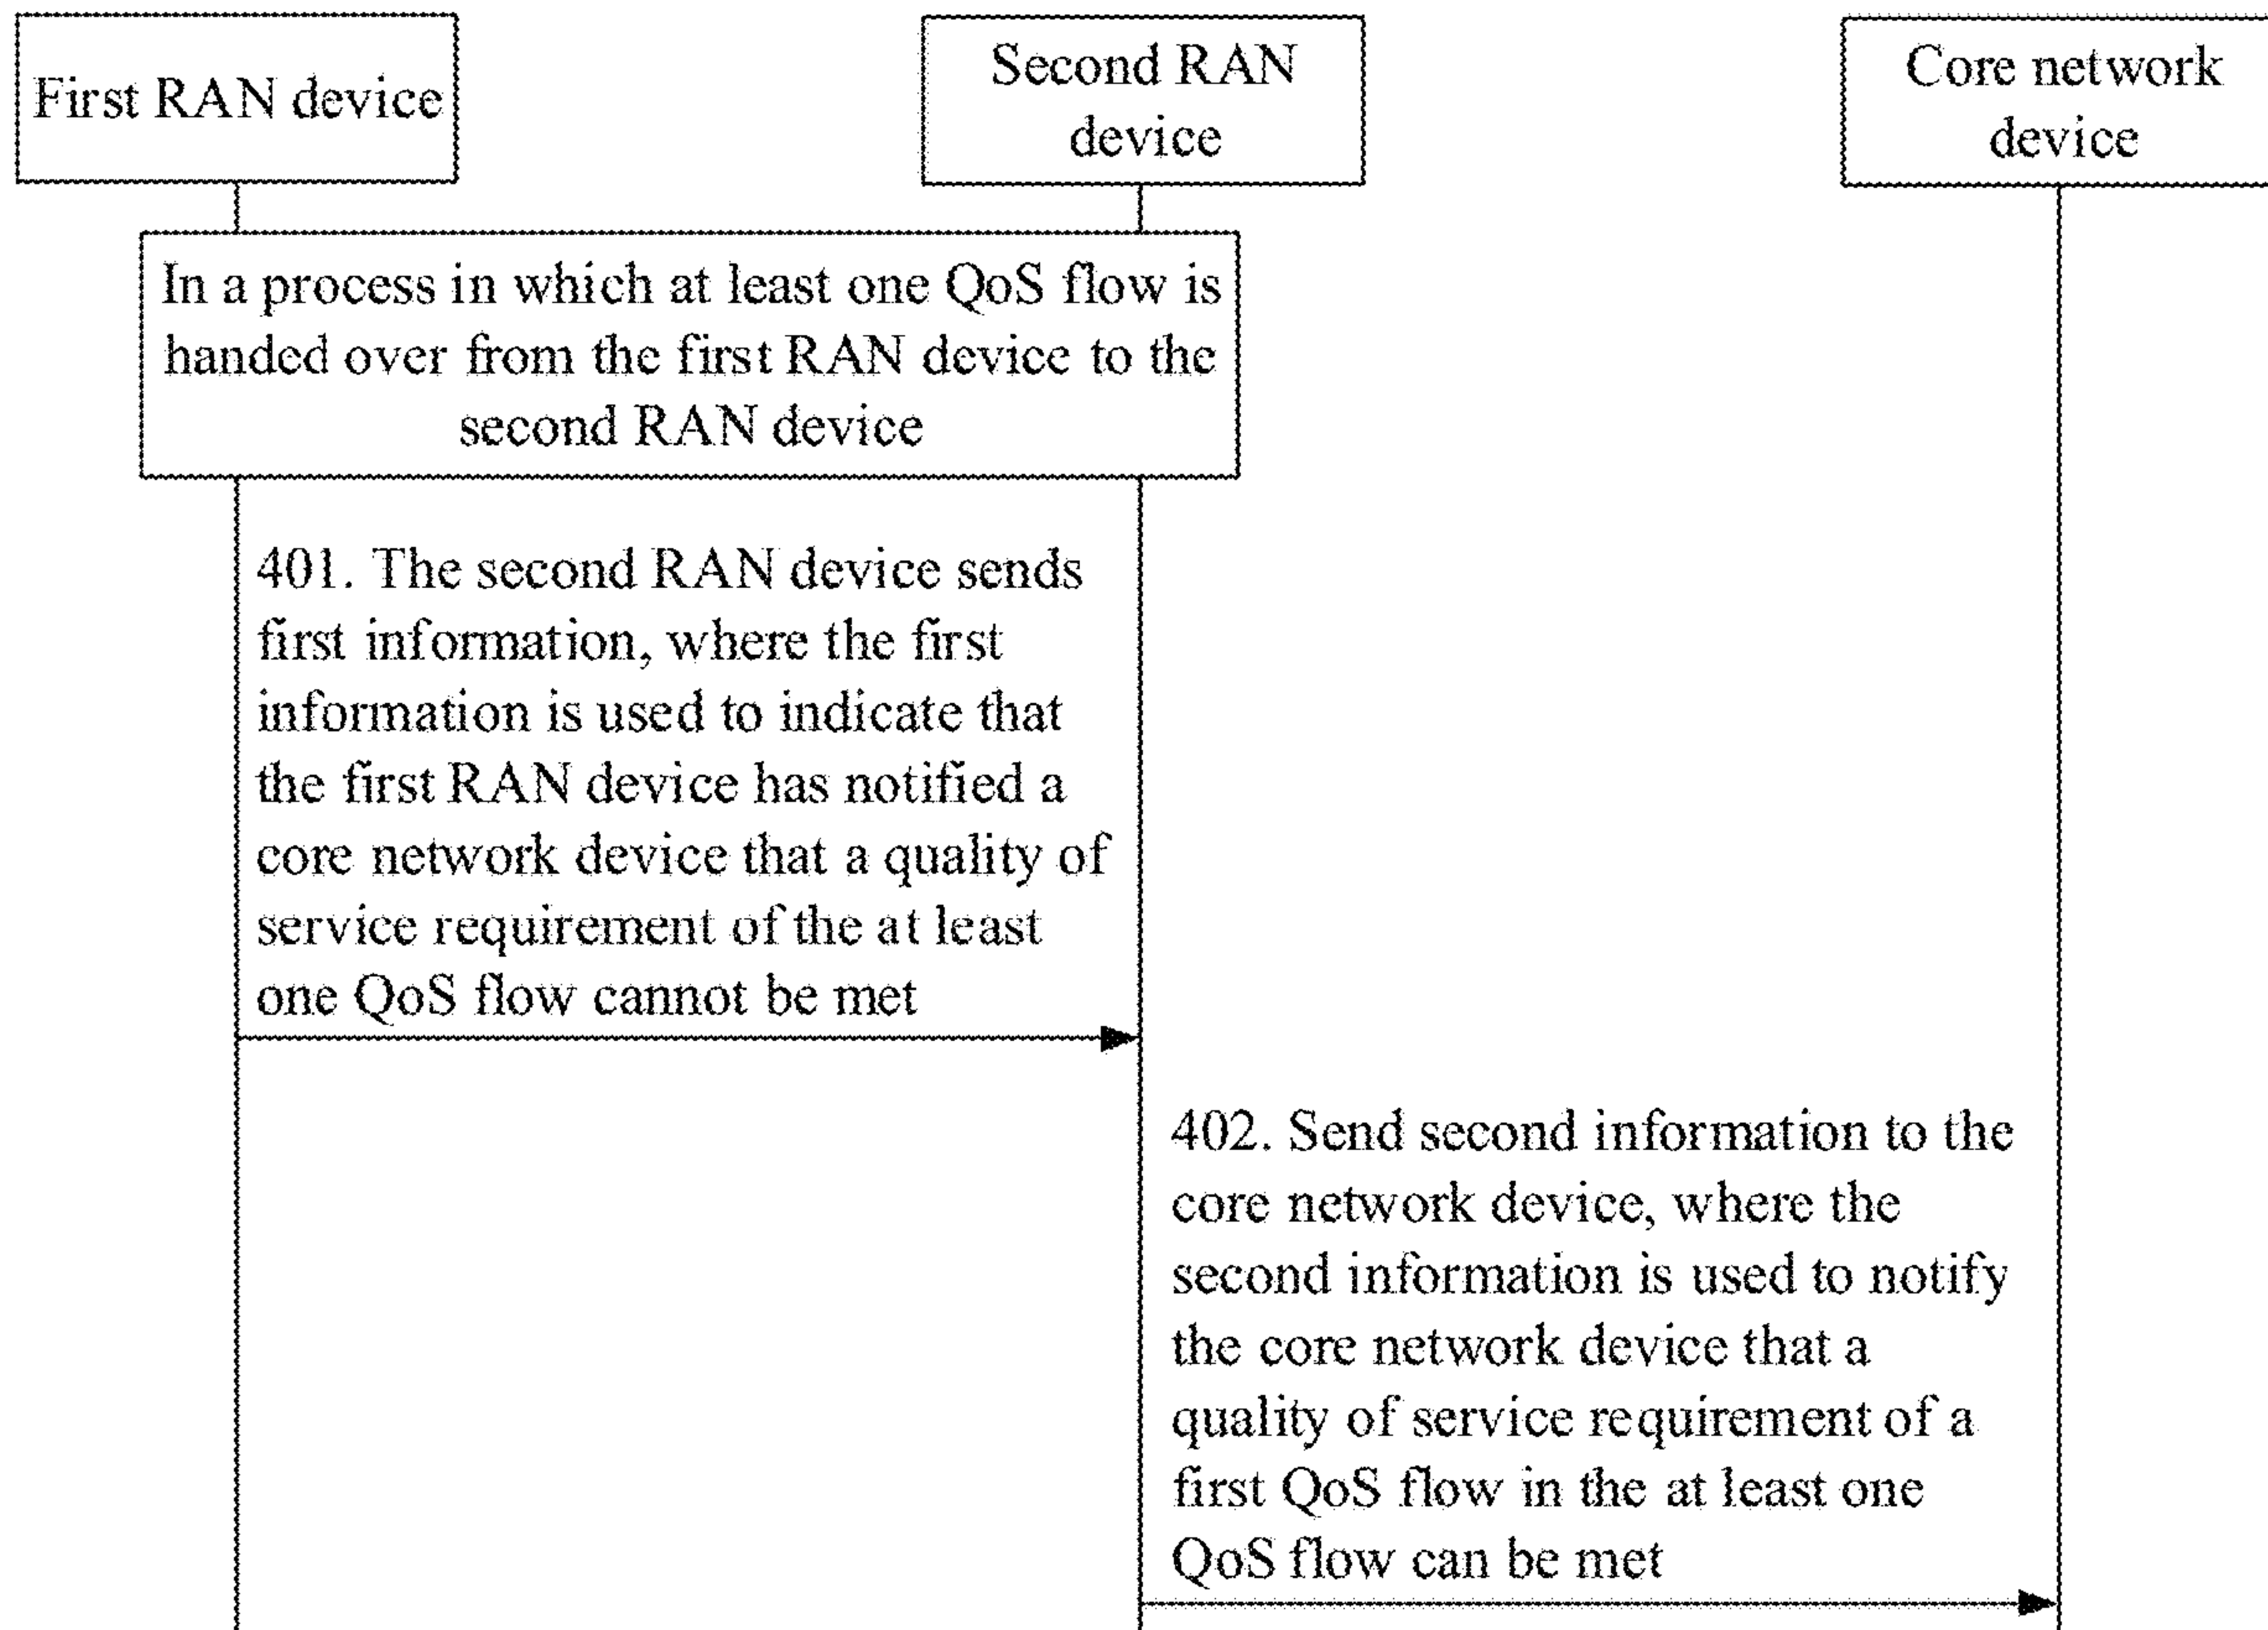 First RAN device
Second RAN
device
Core network
device
In a process in which at least one QoS flow is
handed over from the first RAN device to the
second RAN device
401. The second RAN device sends
first information, where the first
information is used to indicate that
the first RAN device has notified a
core network device that a quality of
service requirement of the at least
one QoS flow cannot be met
402. Send second information to the
core network device, where the
second information is used to notify
the core network device that a
quality of service requirement of a
first QoS flow in the at least one
QoS flow can be met